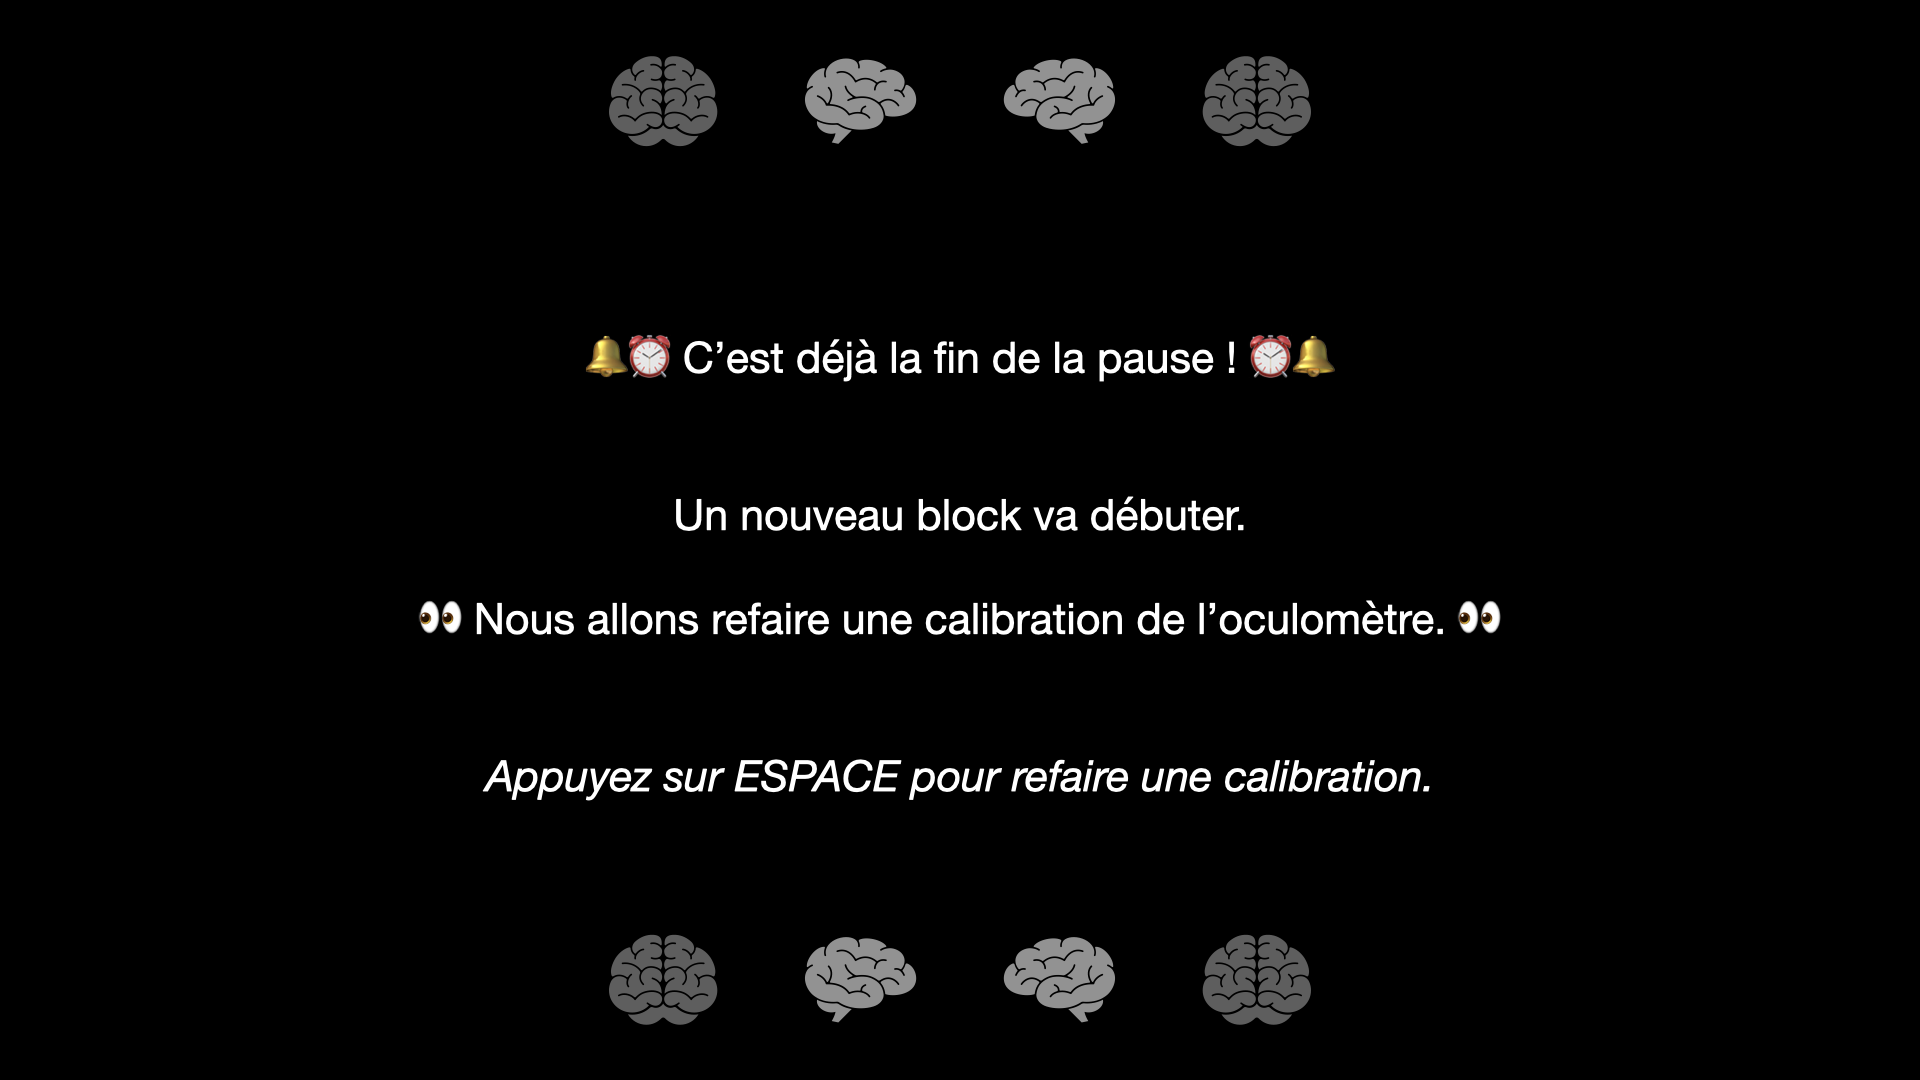 🔔⏰ C’est déjà la fin de la pause ! ⏰🔔
Un nouveau block va débuter.
👀 Nous allons refaire une calibration de l’oculomètre. 👀
Appuyez sur ESPACE pour refaire une calibration.